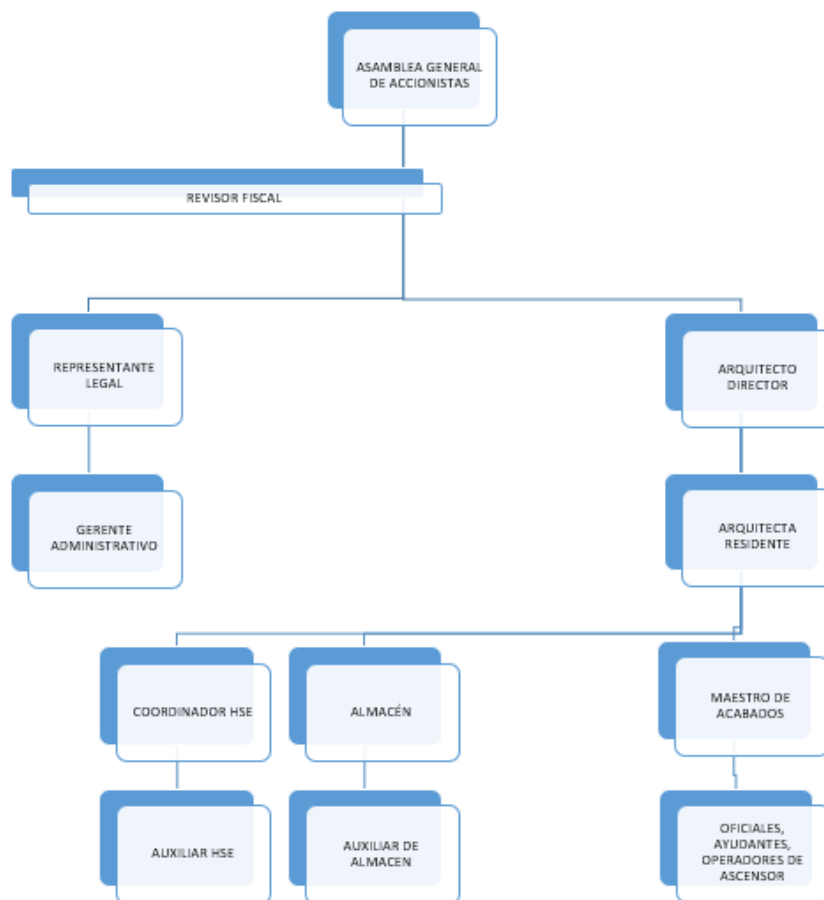 ASAMBLEA GENERAL
DE ACCIONISTAS
REVISOR FISCAL
REPRESENTANTE
LEGAL
ARQUITECTO
DIRECTOR
GERENTE
ADMINISTRATIVO
ARQUITECTA
RESIDENTE
COORDINADOR HSE
ALMACÉN
MAESTRO DE
ACABADOS
AUXILIAR HSE
AUXILIAR DE
ALMACEN
OFICIALES,
AYUDANTES,
OPERADORES DE
ASCENSOR